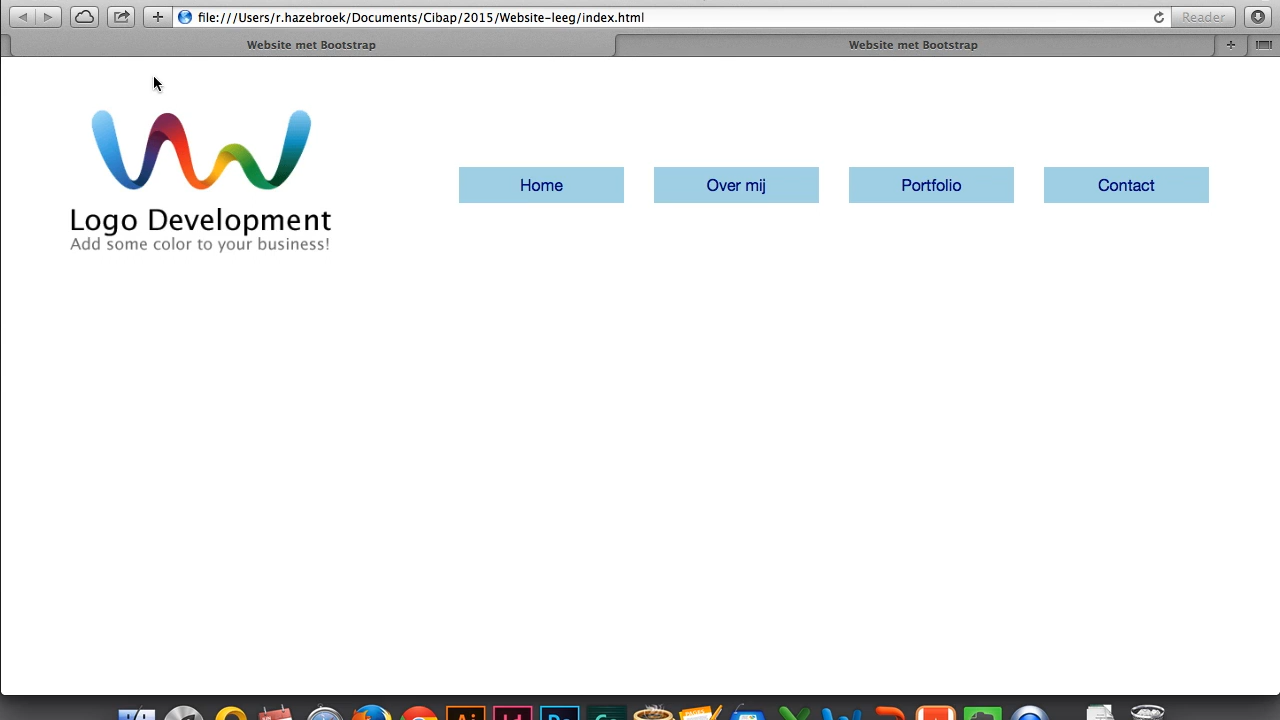 file:///Users/r.hazebroek/Documents/Cibap/2015/Website-leeg/index.html
Reader
Website met Bootstrap
Website met Bootstrap
Logo Development
Add some color to your business!
Home
Over mij
Portfolio
Contact
Ai